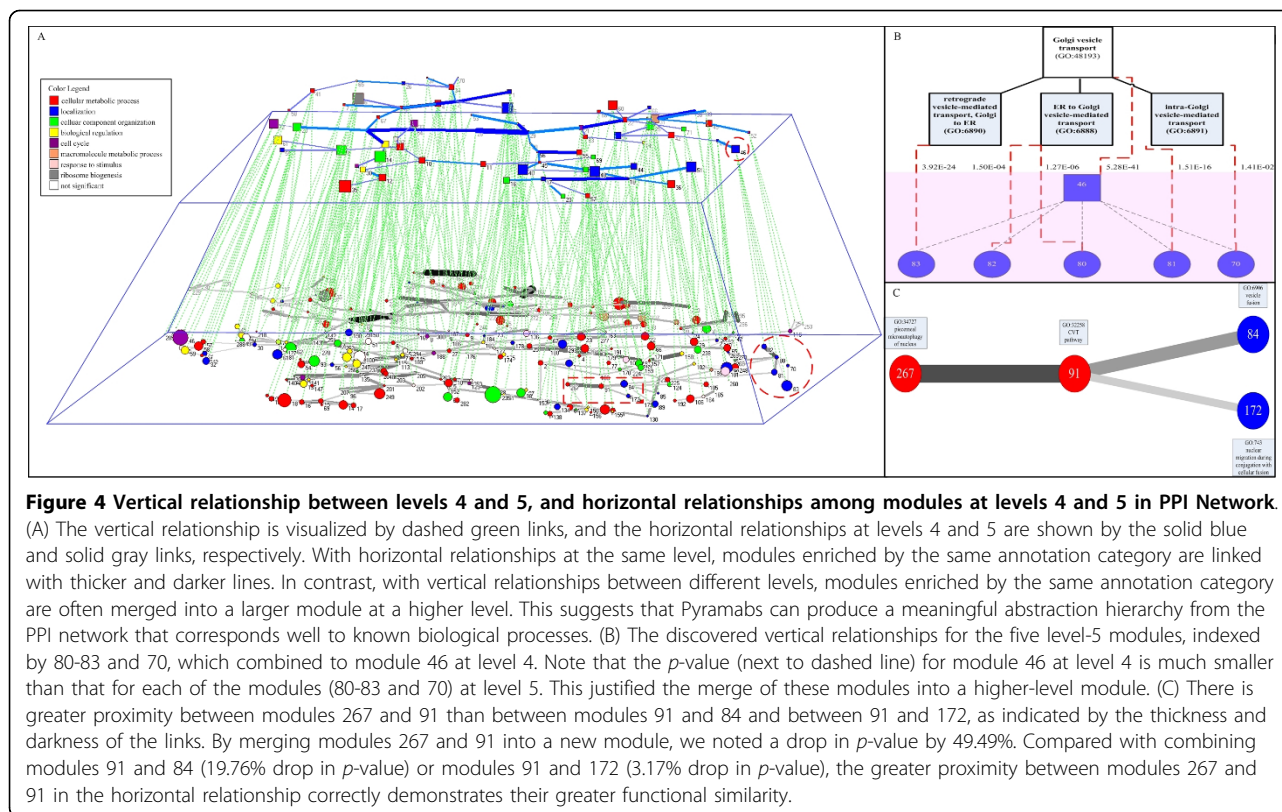 A
Color Legend
cellular metabolic process
localization
celluar component organization
biological regulation
cell cycle
macromolecule metabolic process
response to stimulus
ribosome biogenesis
not significant
B
Golgi vesicle
transport
(GO:48193)
retrograde
vesicle-mediated
transport, Golgi
to ER
(GO:6890)
ER to Golgi
vesicle-mediated
transport
(GO:6888)
intra-Golgi
vesicle-mediated
transport
(GO:6891)
3.92E-24 1.50E-04 1.27E-06 5.28E-41 1.51E-16 1.41E-02
46
83 82 80 81 70
C
GO:6906
vesicle
fusion
GO:34727
piecemeal
microautophagy
of nucleus
GO:32258
CVT
pathway
84
267 91
172
GO:743
nuclear
migration during
conjugation with
cellular fusion
Figure 4 Vertical relationship between levels 4 and 5, and horizontal relationships among modules at levels 4 and 5 in PPI Network.
(A) The vertical relationship is visualized by dashed green links, and the horizontal relationships at levels 4 and 5 are shown by the solid blue
and solid gray links, respectively. With horizontal relationships at the same level, modules enriched by the same annotation category are linked
with thicker and darker lines. In contrast, with vertical relationships between different levels, modules enriched by the same annotation category
are often merged into a larger module at a higher level. This suggests that Pyramabs can produce a meaningful abstraction hierarchy from the
PPI network that corresponds well to known biological processes. (B) The discovered vertical relationships for the five level-5 modules, indexed
by 80-83 and 70, which combined to module 46 at level 4. Note that the p-value (next to dashed line) for module 46 at level 4 is much smaller
than that for each of the modules (80-83 and 70) at level 5. This justified the merge of these modules into a higher-level module. (C) There is
greater proximity between modules 267 and 91 than between modules 91 and 84 and between 91 and 172, as indicated by the thickness and
darkness of the links. By merging modules 267 and 91 into a new module, we noted a drop in p-value by 49.49%. Compared with combining
modules 91 and 84 (19.76% drop in p-value) or modules 91 and 172 (3.17% drop in p-value), the greater proximity between modules 267 and
91 in the horizontal relationship correctly demonstrates their greater functional similarity.